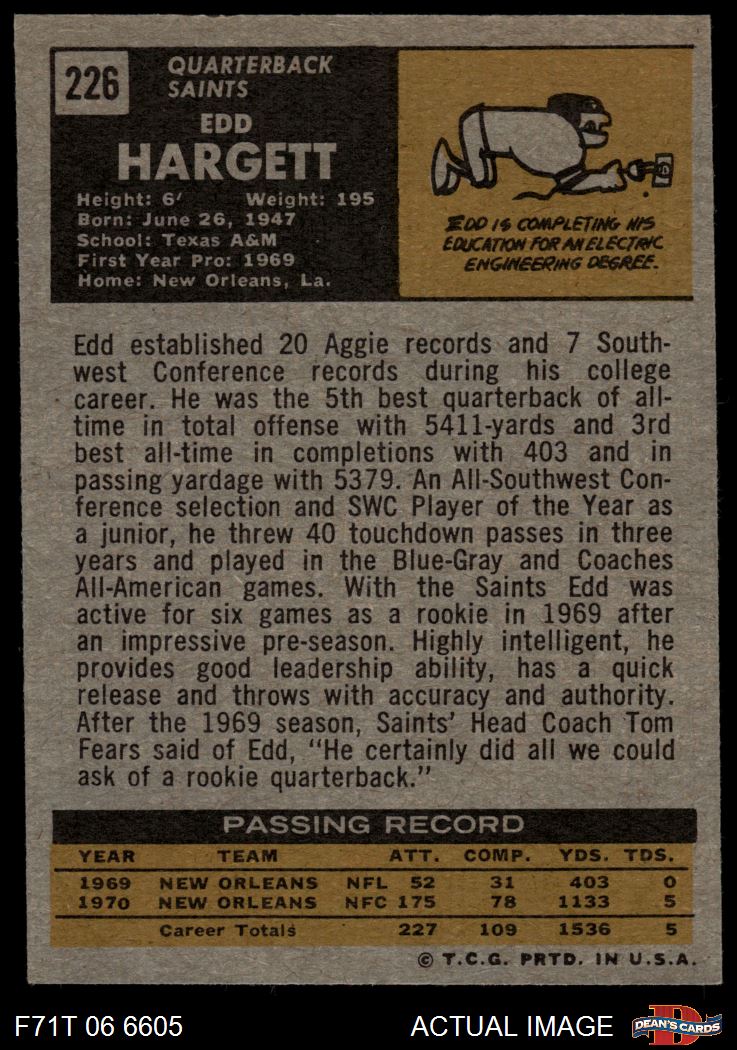 226
QUARTERBACK
SAINTS
EDD
HARGETT
Height: 6' Weight: 195
Born: June 26, 1947
School: Texas A&M
First Year Pro: 1969
Home: New Orleans, La.
EDD IS COMPLETING HIS
EDUCATION FOR AN ELECTRIC
ENGINEERING DEGREE.
Edd established 20 Aggie records and 7 South-
west Conference records during his college
career. He was the 5th best quarterback of all-
time in total offense with 5411-yards and 3rd
best all-time in completions with 403 and in
passing yardage with 5379. An All-Southwest Con-
ference selection and SWC Player of the Year as
a junior, he threw 40 touchdown passes in three
years and played in the Blue-Gray and Coaches
All-American games. With the Saints Edd was
active for six games as a rookie in 1969 after
an impressive pre-season. Highly intelligent, he
provides good leadership ability, has a quick
release and throws with accuracy and authority.
After the 1969 season, Saints' Head Coach Tom
Fears said of Edd, "He certainly did all we could
ask of a rookie quarterback."
PASSING RECORD
YEAR TEAM ATT. COMP. YDS. TDS.
1969 NEW ORLEANS NFL 52 31 403 0
1970 NEW ORLEANS NFC 175 78 1133 5
Career Totals 227 109 1536 5
© T.C.G. PRTD. IN U.S.A.
F71T 06 6605 ACTUAL IMAGE D DEAN'S CARDS